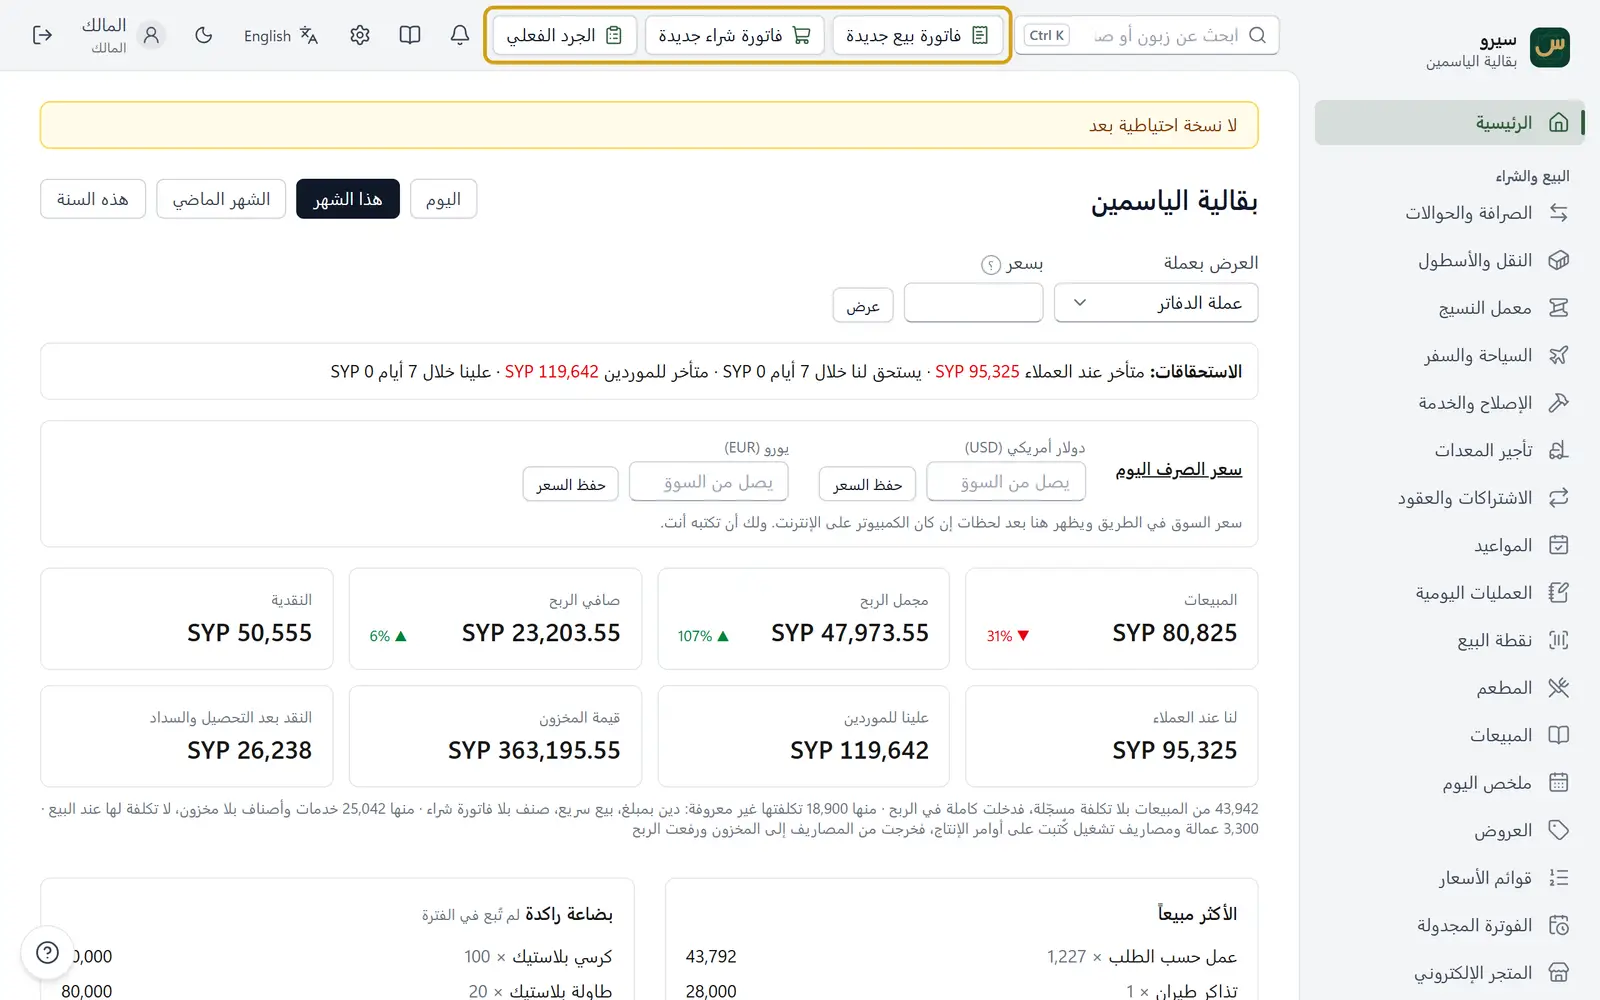 سيرو
بقالية الياسمين
ابحث عن زبون أو صـ
Ctrl K
فاتورة بيع جديدة
فاتورة شراء جديدة
الجرد الفعلي
English
المالك
المالك
الرئيسية
البيع والشراء
الصرافة والحوالات
النقل والأسطول
معمل النسيج
السياحة والسفر
الإصلاح والخدمة
تأجير المعدات
الاشتراكات والعقود
المواعيد
العمليات اليومية
نقطة البيع
المطعم
المبيعات
ملخص اليوم
العروض
قوائم الأسعار
الفوترة المجدولة
المتجر الإلكتروني
لا نسخة احتياطية بعد
بقالية الياسمين
اليوم
هذا الشهر
الشهر الماضي
هذه السنة
العرض بعملة
بسعر ؟
عملة الدفاتر
عرض
الاستحقاقات: متأخر عند العملاء SYP 95,325 · يستحق لنا خلال 7 أيام SYP 0 · متأخر للموردين SYP 119,642 · علينا خلال 7 أيام SYP 0
سعر الصرف اليوم
دولار أمريكي (USD)
يصل من السوق
حفظ السعر
يورو (EUR)
يصل من السوق
حفظ السعر
سعر السوق في الطريق ويظهر هنا بعد لحظات إن كان الكمبيوتر على الإنترنت. ولك أن تكتبه أنت.
المبيعات
SYP 80,825
31% ▼
مجمل الربح
SYP 47,973.55
107% ▲
صافي الربح
SYP 23,203.55
6% ▲
النقدية
SYP 50,555
لنا عند العملاء
SYP 95,325
علينا للموردين
SYP 119,642
قيمة المخزون
SYP 363,195.55
النقد بعد التحصيل والسداد
SYP 26,238
43,942 من المبيعات بلا تكلفة مسجّلة، فدخلت كاملة في الربح · منها 18,900 تكلفتها غير معروفة: دين بمبلغ، بيع سريع، صنف بلا فاتورة شراء · منها 25,042 خدمات وأصناف بلا مخزون، لا تكلفة لها عند البيع ·
3,300 عمالة ومصاريف تشغيل كُتبت على أوامر الإنتاج، فخرجت من المصاريف إلى المخزون ورفعت الربح
الأكثر مبيعاً
عمل حسب الطلب × 1,227
43,792
تذاكر طيران × 1
28,000
بضاعة راكدة لم تُبع في الفترة
كرسي بلاستيك × 100
0,000
طاولة بلاستيك × 20
80,000